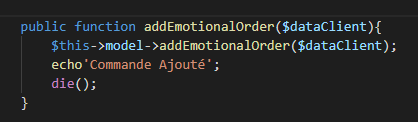 public function addEmotionalOrder($dataClient){
    $this->model->addEmotionalOrder($dataClient);
    echo'Commande Ajouté';
    die();
}